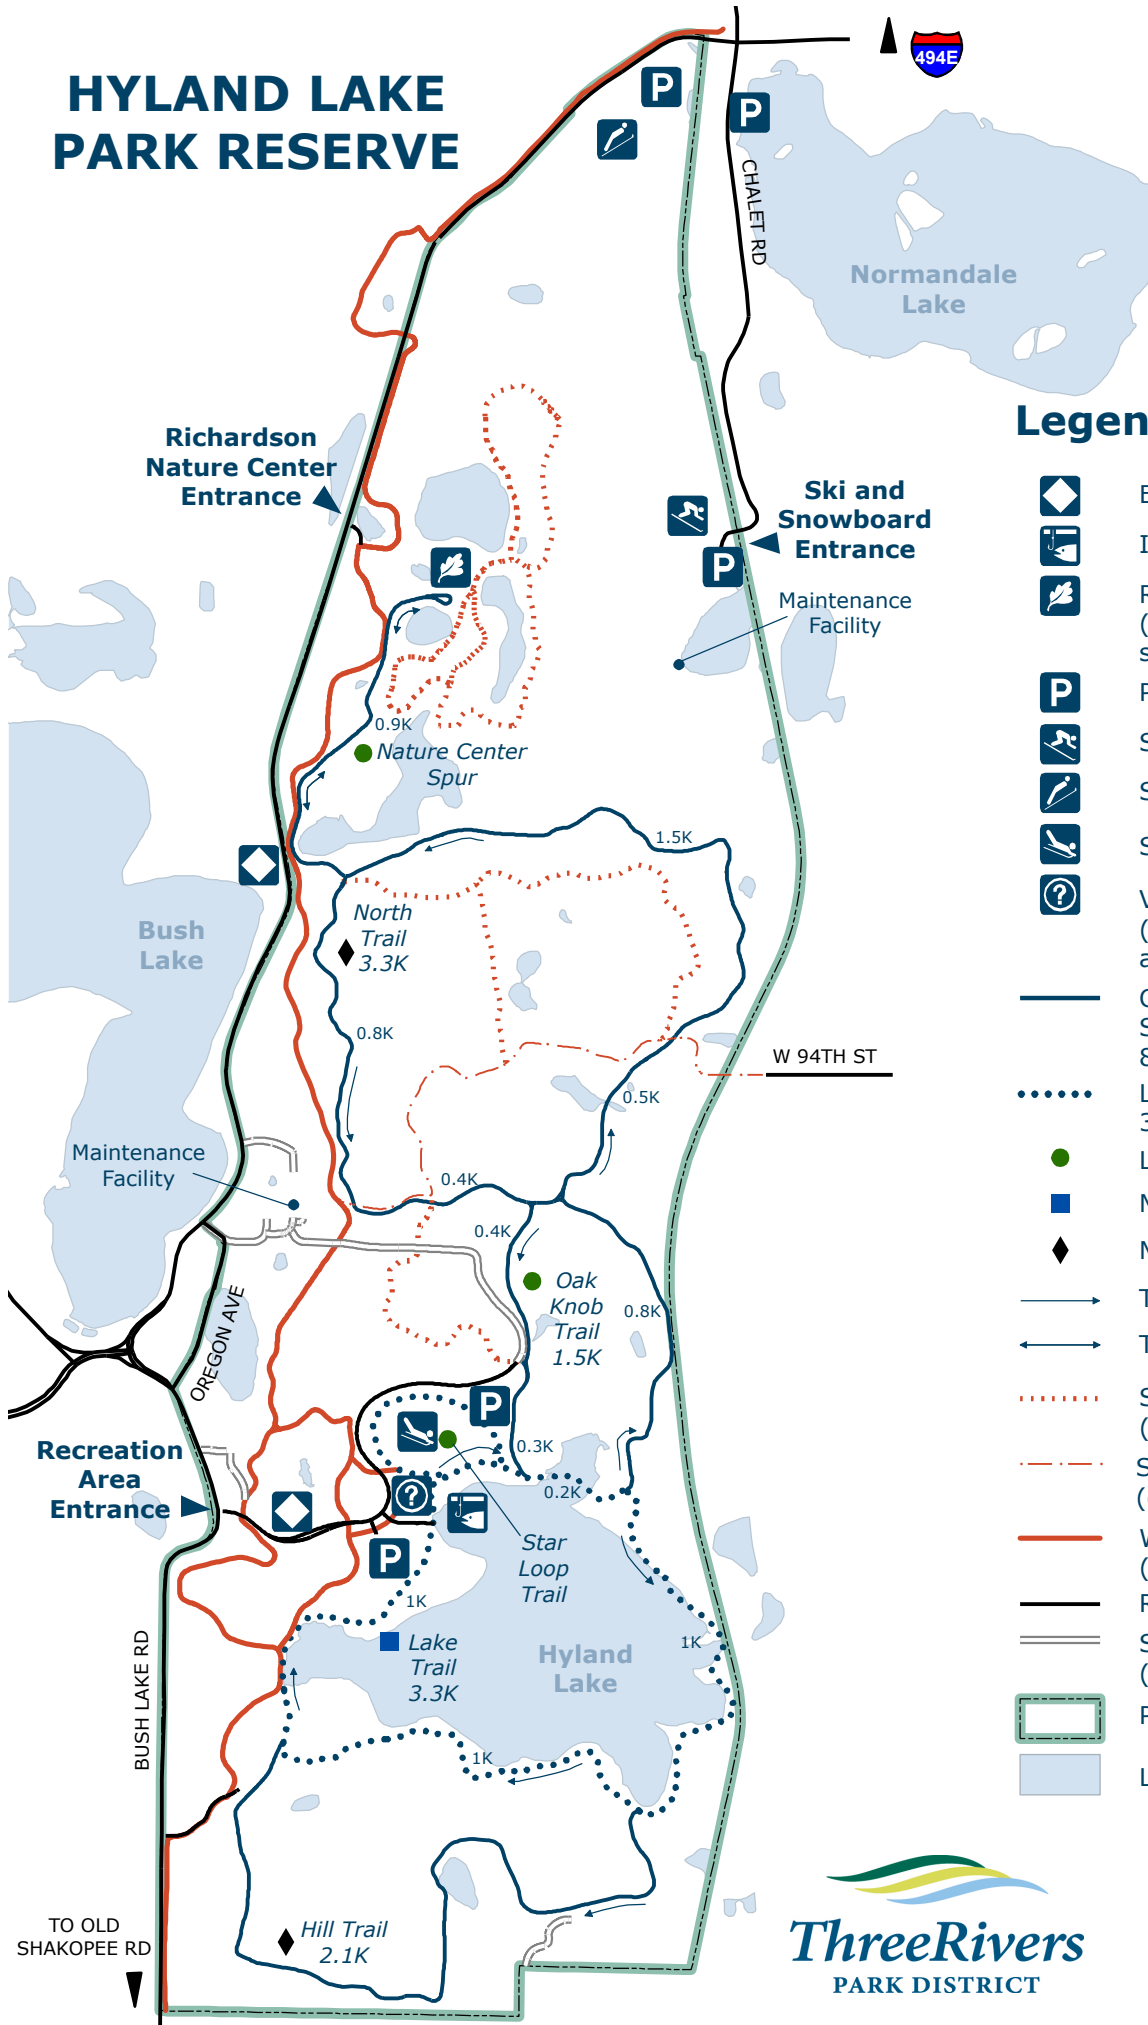 HYLAND LAKE
PARK RESERVE
494E
P
P
CHALET RD
Normandale
Lake
Richardson
Nature Center
Entrance
Ski and
Snowboard
Entrance
P
Maintenance
Facility
0.9K
Nature Center
Spur
1.5K
North
Trail
3.3K
Bush
Lake
0.8K
W 94TH ST
0.5K
Maintenance
Facility
0.4K
0.4K
Oak
Knob
Trail
1.5K
0.8K
OREGON AVE
P
0.3K
Recreation
Area
Entrance
?
0.2K
Star
Loop
Trail
P
1K
Lake
Trail
3.3K
Hyland
Lake
1K
BUSH LAKE RD
1K
Hill Trail
2.1K
TO OLD
SHAKOPEE RD
Legen
P
?
ThreeRivers
PARK DISTRICT